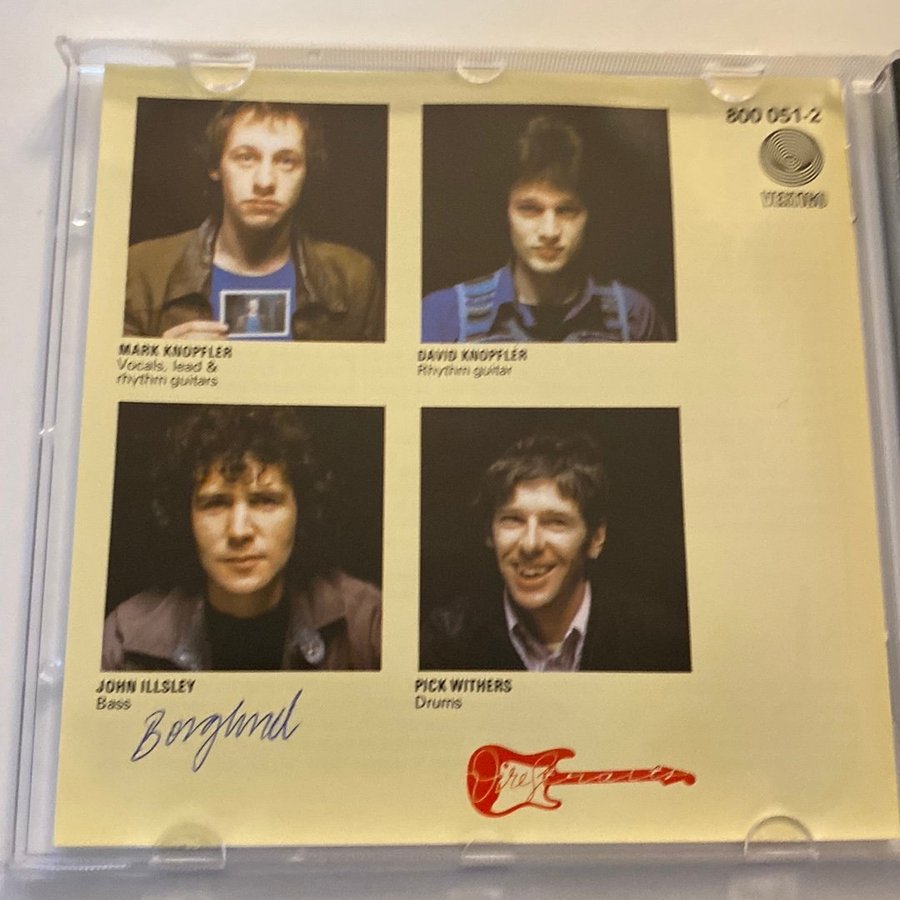 800 051-2
VERTIGO
MARK KNOPFLER
Vocals, lead &
rhythm guitars
DAVID KNOPFLER
Rhythm guitar
JOHN ILLSLEY
Bass
PICK WITHERS
Drums
Borglund
Dire Straits